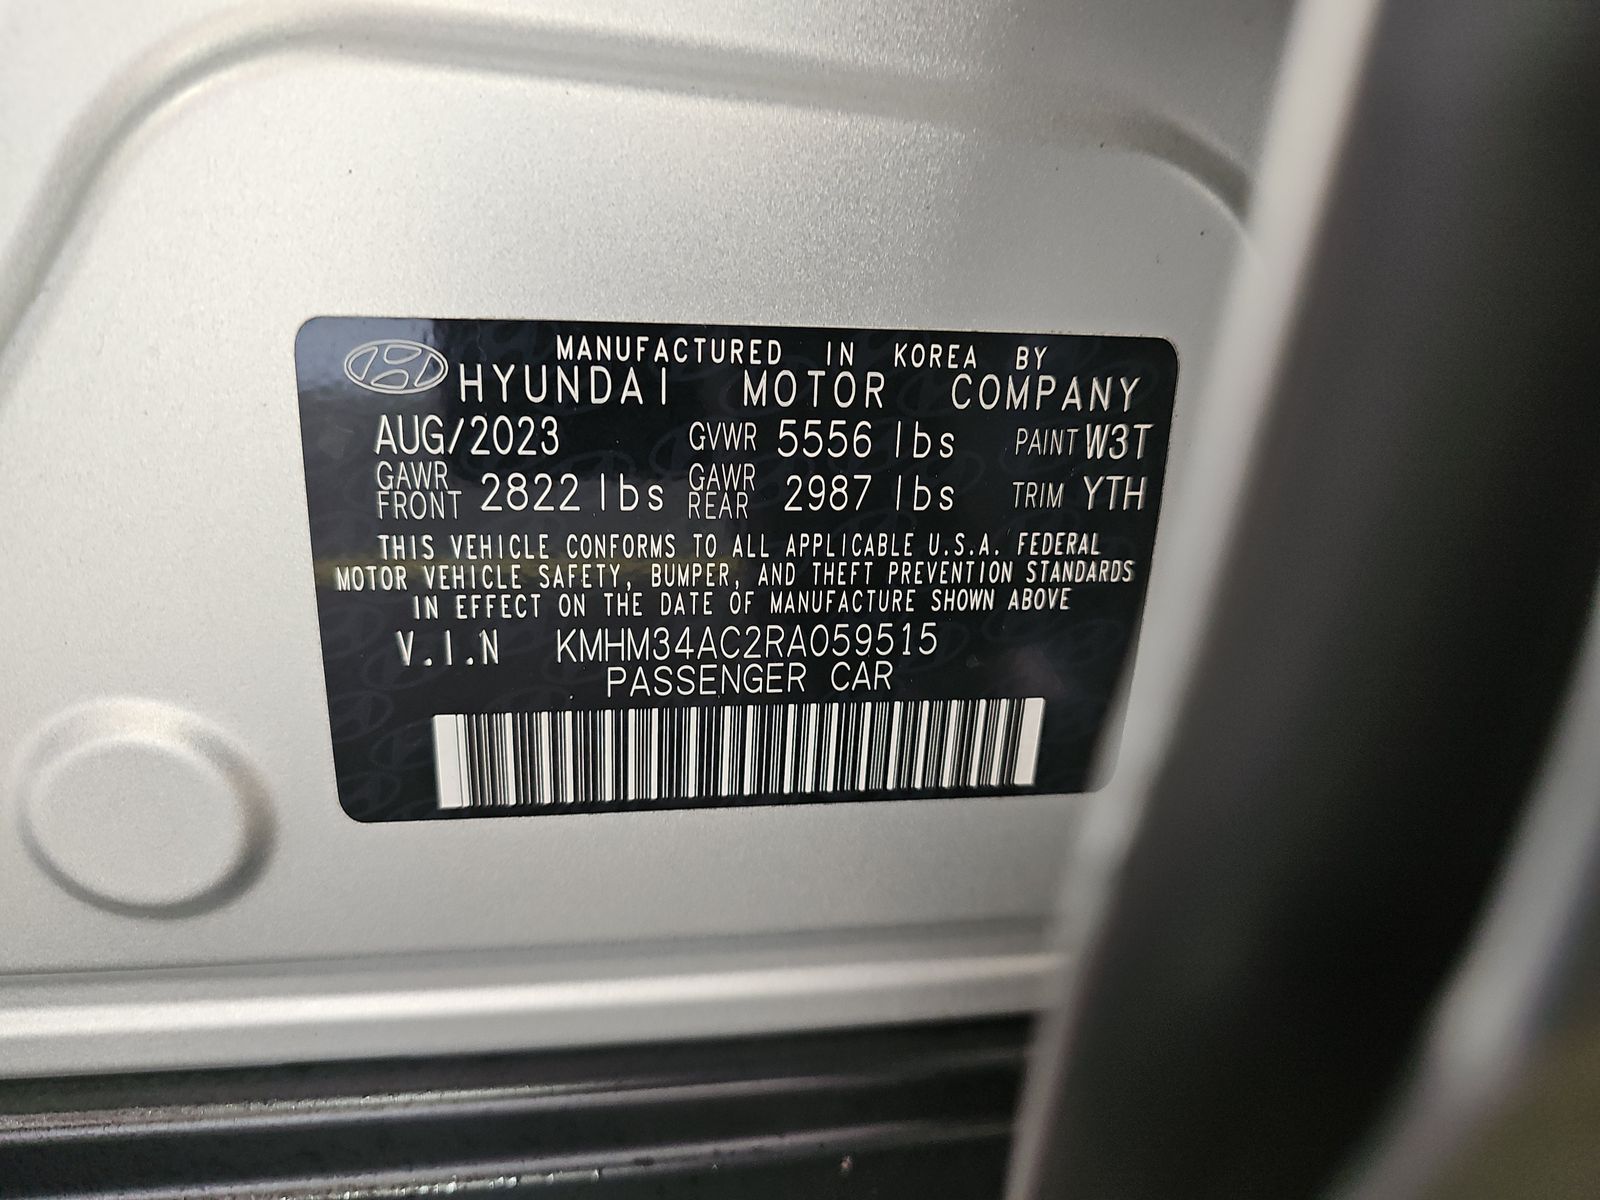 MANUFACTURED IN KOREA BY
HYUNDAI MOTOR COMPANY
AUG/2023 GVWR 5556 lbs PAINT W3T
GAWR FRONT 2822 lbs GAWR REAR 2987 lbs TRIM YTH
THIS VEHICLE CONFORMS TO ALL APPLICABLE U.S.A. FEDERAL
MOTOR VEHICLE SAFETY, BUMPER, AND THEFT PREVENTION STANDARDS
IN EFFECT ON THE DATE OF MANUFACTURE SHOWN ABOVE
V.I.N KMHM34AC2RA059515
PASSENGER CAR